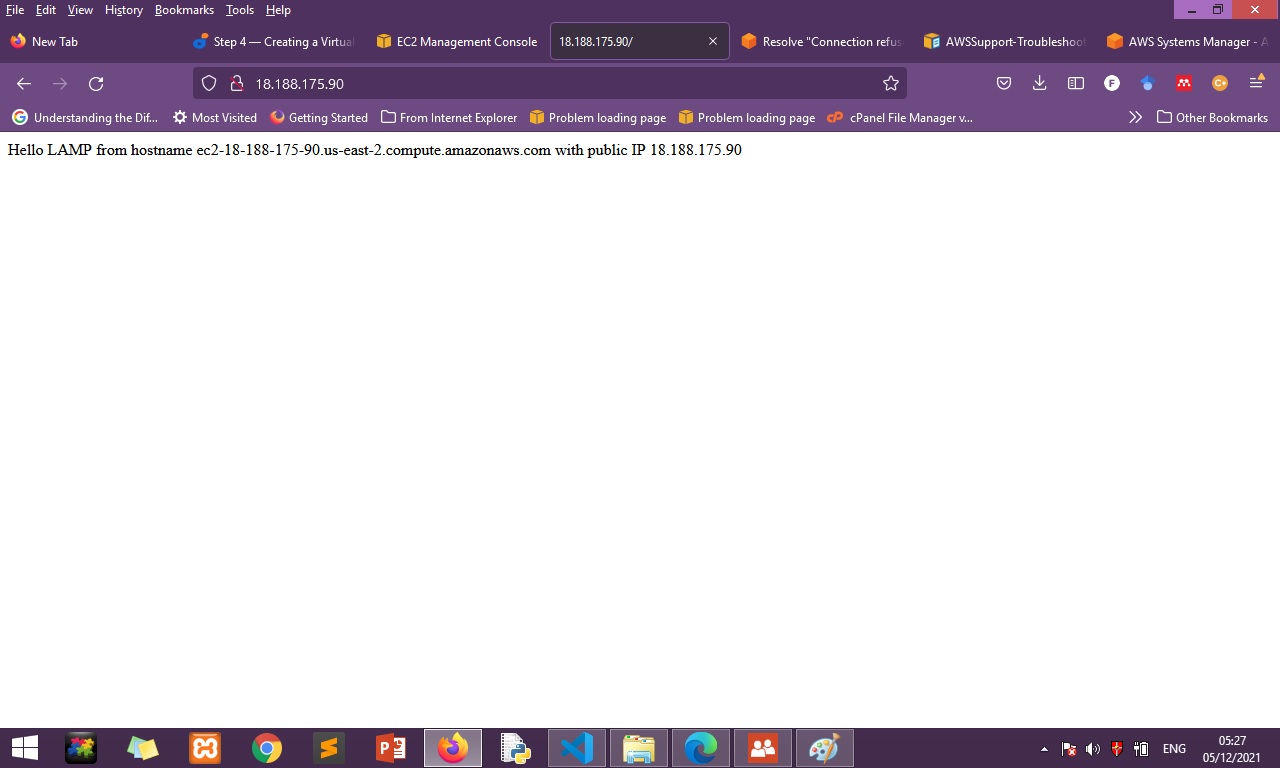 File Edit View History Bookmarks Tools Help
New Tab
Step 4 — Creating a Virtual
EC2 Management Console
18.188.175.90/
Resolve "Connection refus
AWSSupport-Troubleshoot
AWS Systems Manager - A
18.188.175.90
F
C+
Understanding the Dif...
Most Visited
Getting Started
From Internet Explorer
Problem loading page
Problem loading page
cP
cPanel File Manager v...
Other Bookmarks
Hello LAMP from hostname ec2-18-188-175-90.us-east-2.compute.amazonaws.com with public IP 18.188.175.90
ENG
05:27
05/12/2021